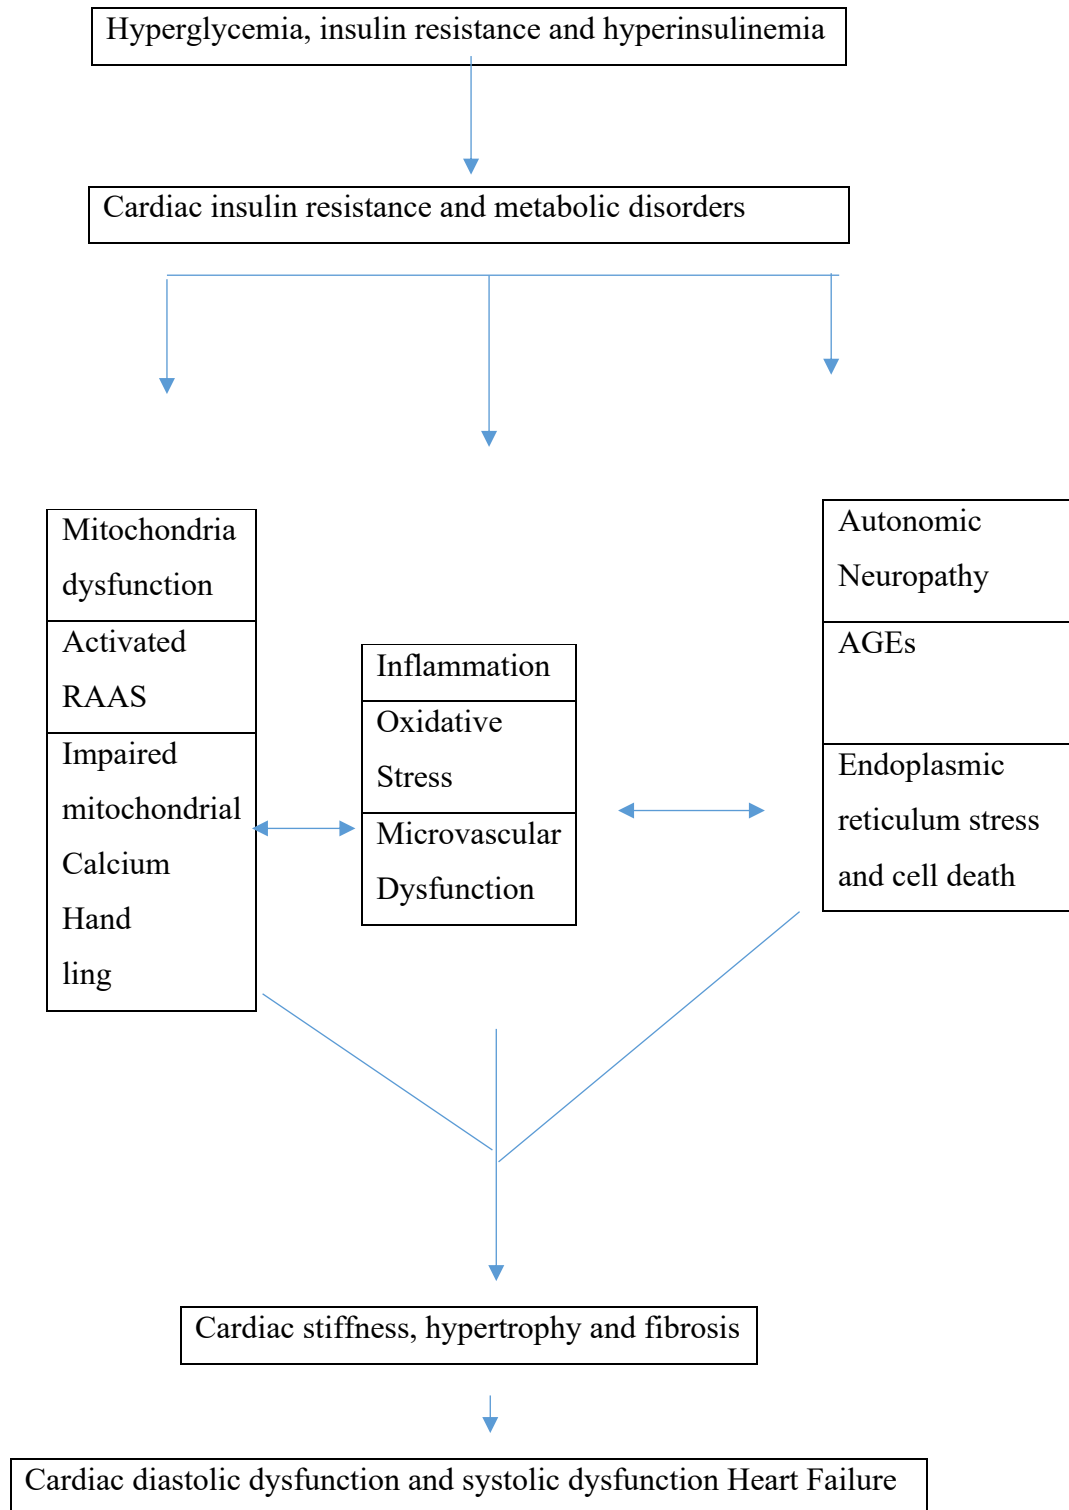 Hyperglycemia, insulin resistance and hyperinsulinemia
Cardiac insulin resistance and metabolic disorders
Mitochondria
dysfunction
Activated
RAAS
Impaired
mitochondrial
Calcium
Hand
ling
Inflammation
Oxidative
Stress
Microvascular
Dysfunction
Autonomic
Neuropathy
AGEs
Endoplasmic
reticulum stress
and cell death
Cardiac stiffness, hypertrophy and fibrosis
Cardiac diastolic dysfunction and systolic dysfunction Heart Failure